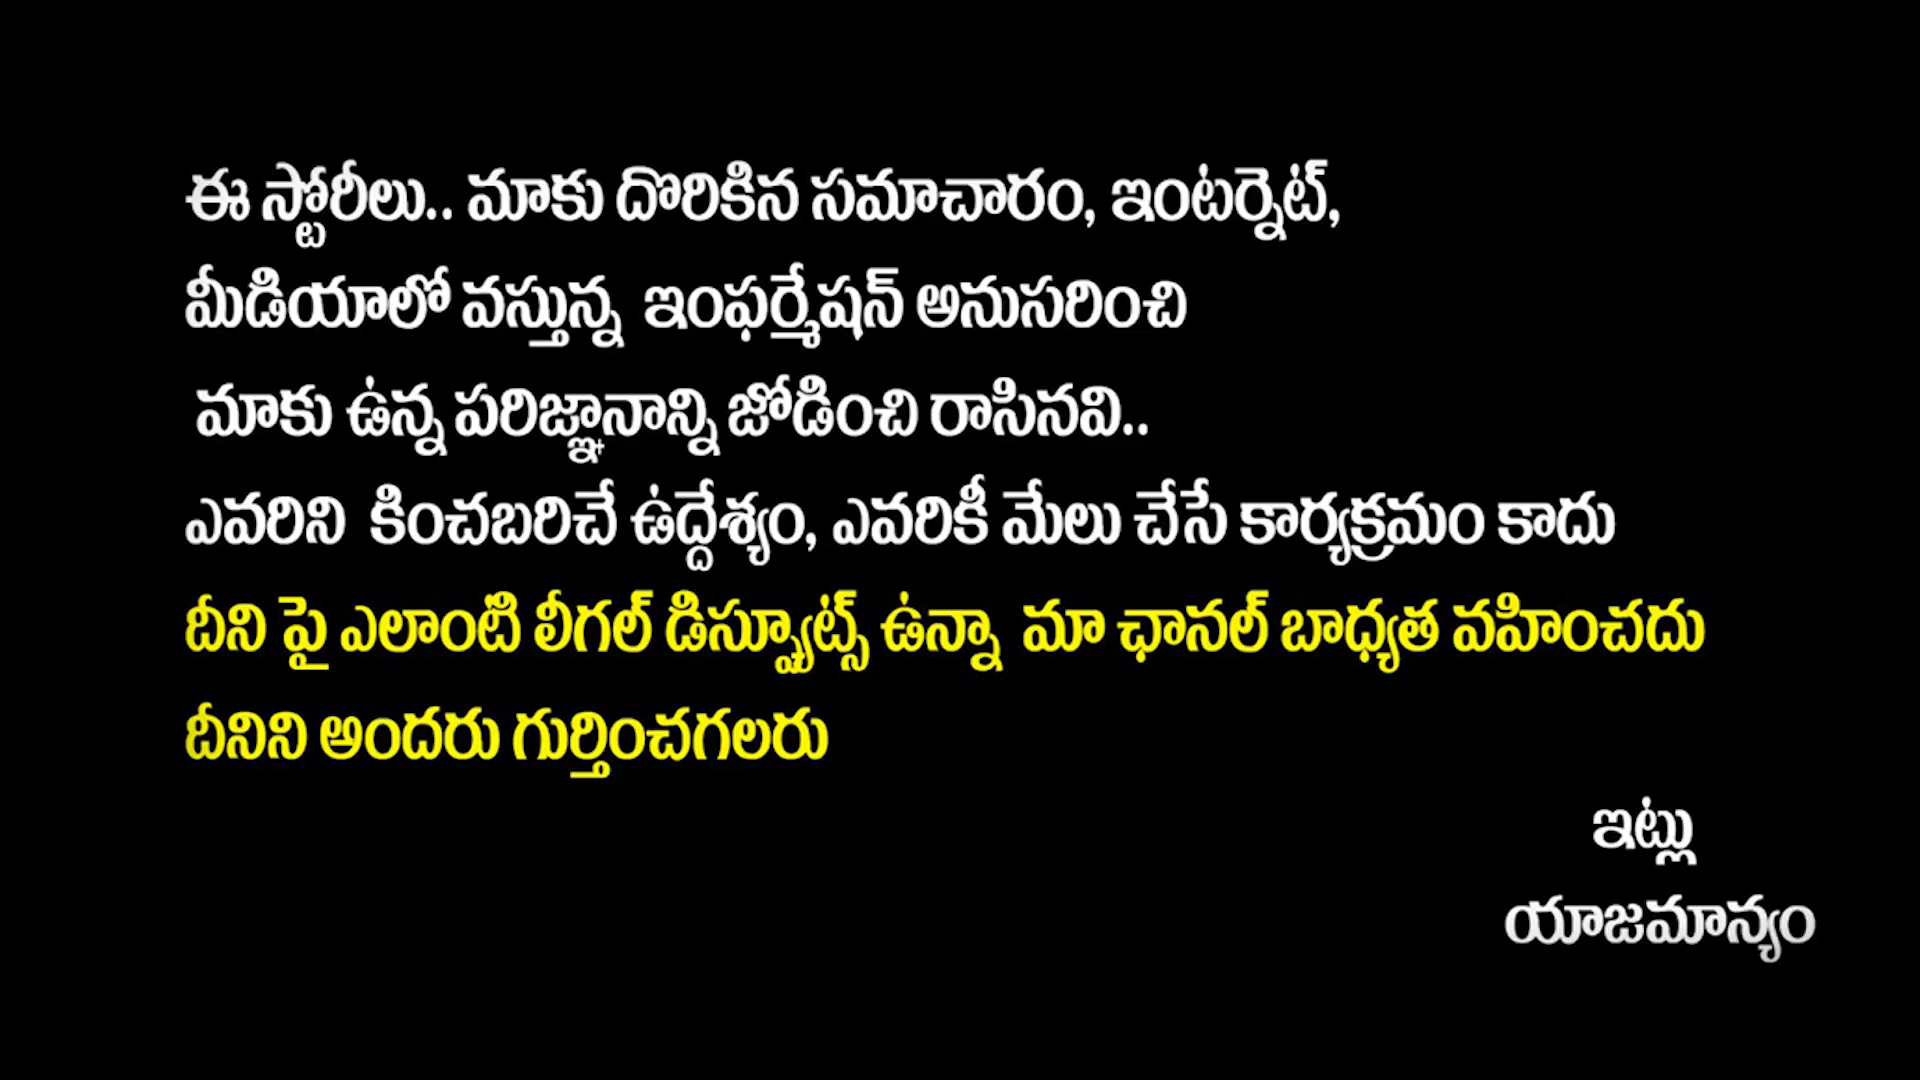 ఈ స్టోరీలు.. మాకు దొరికిన సమాచారం, ఇంటర్నెట్,
మీడియాలో వస్తున్న ఇంఫర్మేషన్ అనుసరించి
మాకు ఉన్న పరిజ్ఞానాన్ని జోడించి రాసినవి..
ఎవరిని కించబరిచే ఉద్దేశ్యం, ఎవరికీ మేలు చేసే కార్యక్రమం కాదు
దీని పై ఎలాంటి లీగల్ డిస్ప్యూట్స్ ఉన్నా మా ఛానల్ బాధ్యత వహించదు
దీనిని అందరు గుర్తించగలరు
ఇట్లు
యాజమాన్యం